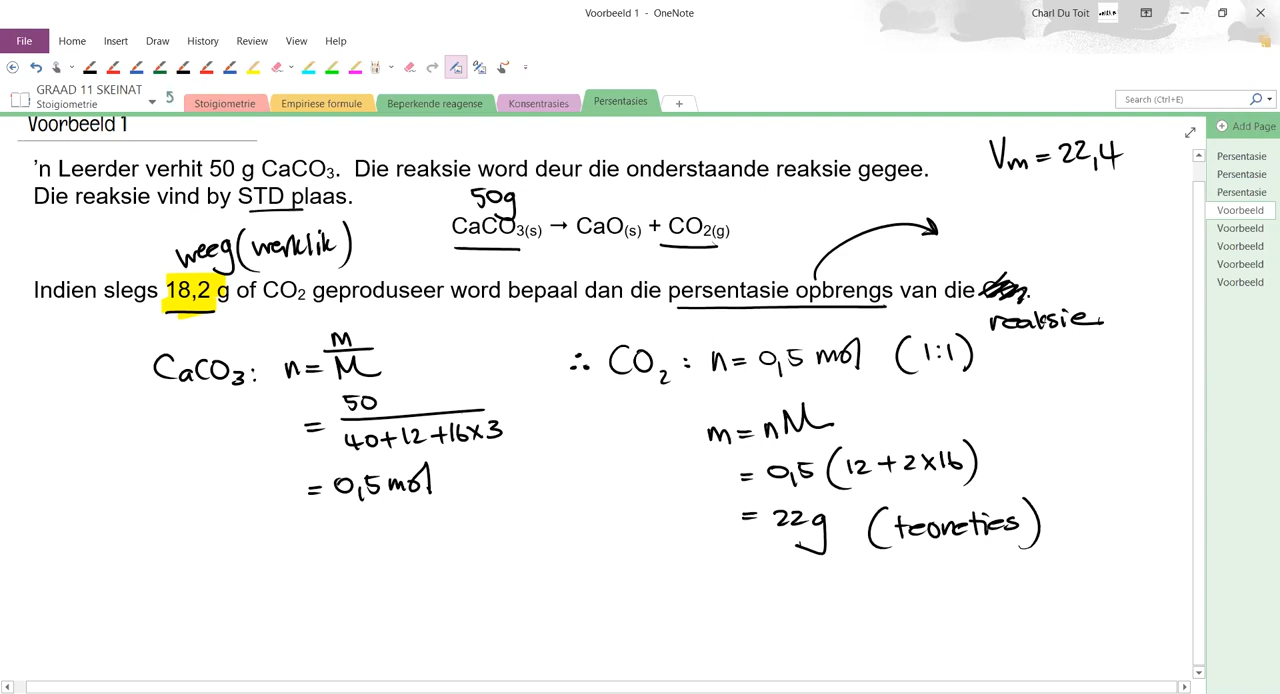 Voorbeeld 1 - OneNote
Charl Du Toit
File Home Insert Draw History Review View Help
GRAAD 11 SKEINAT
Stoigiometrie
Stoigiometrie Empiriese formule Beperkende reagense Konsentrasies Persentasies +
Search (Ctrl+E)
Add Page
Persentasie
Persentasie
Persentasie
Voorbeeld
Voorbeeld
Voorbeeld
Voorbeeld
Voorbeeld
Voorbeeld 1
Vm = 22,4
'n Leerder verhit 50 g CaCO₃. Die reaksie word deur die onderstaande reaksie gegee.
Die reaksie vind by STD plaas.
50g
CaCO₃(s) → CaO(s) + CO₂(g)
weeg (werklik)
Indien slegs 18,2 g of CO₂ geproduseer word bepaal dan die persentasie opbrengs van die .
reaksie
CaCO₃: n = m/M
= 50/(40+12+16×3)
= 0,5 mol
∴ CO₂ : n = 0,5 mol (1:1)
m = nM
= 0,5 (12 + 2×16)
= 22g (teoreties)